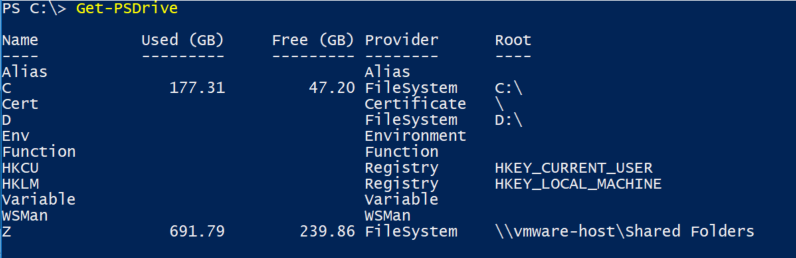 PS C:\> Get-PSDrive
Name Used (GB) Free (GB) Provider Root
---- --------- --------- -------- ----
Alias Alias
C 177.31 47.20 FileSystem C:\
Cert Certificate \
D FileSystem D:\
Env Environment
Function Function
HKCU Registry HKEY_CURRENT_USER
HKLM Registry HKEY_LOCAL_MACHINE
Variable Variable
WSMan WSMan
Z 691.79 239.86 FileSystem \\vmware-host\Shared Folders